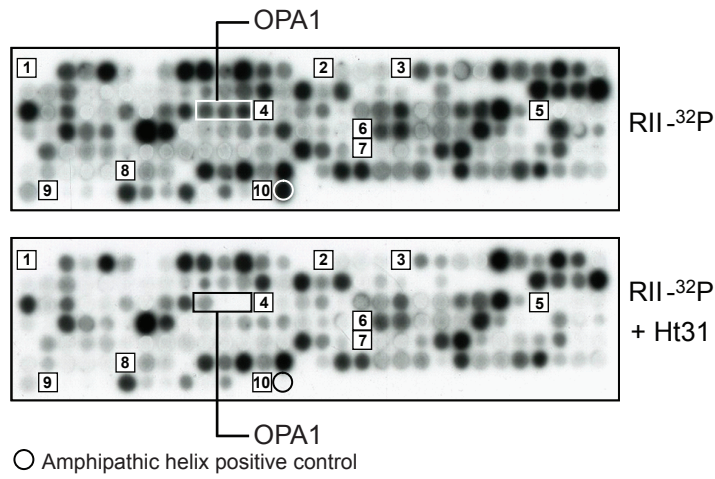 OPA1
1 2 3
4 5
6
7
8
9 10
RII-³²P
1 2 3
4 5
6
7
8
9 10
RII-³²P
+ Ht31
OPA1
Amphipathic helix positive control